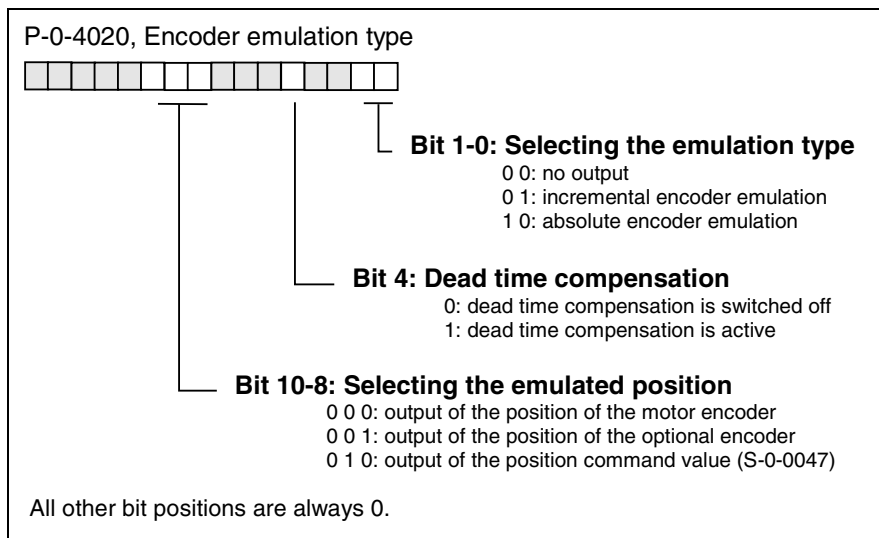 P-0-4020, Encoder emulation type
Bit 1-0: Selecting the emulation type
0 0: no output
0 1: incremental encoder emulation
1 0: absolute encoder emulation
Bit 4: Dead time compensation
0: dead time compensation is switched off
1: dead time compensation is active
Bit 10-8: Selecting the emulated position
0 0 0: output of the position of the motor encoder
0 0 1: output of the position of the optional encoder
0 1 0: output of the position command value (S-0-0047)
All other bit positions are always 0.